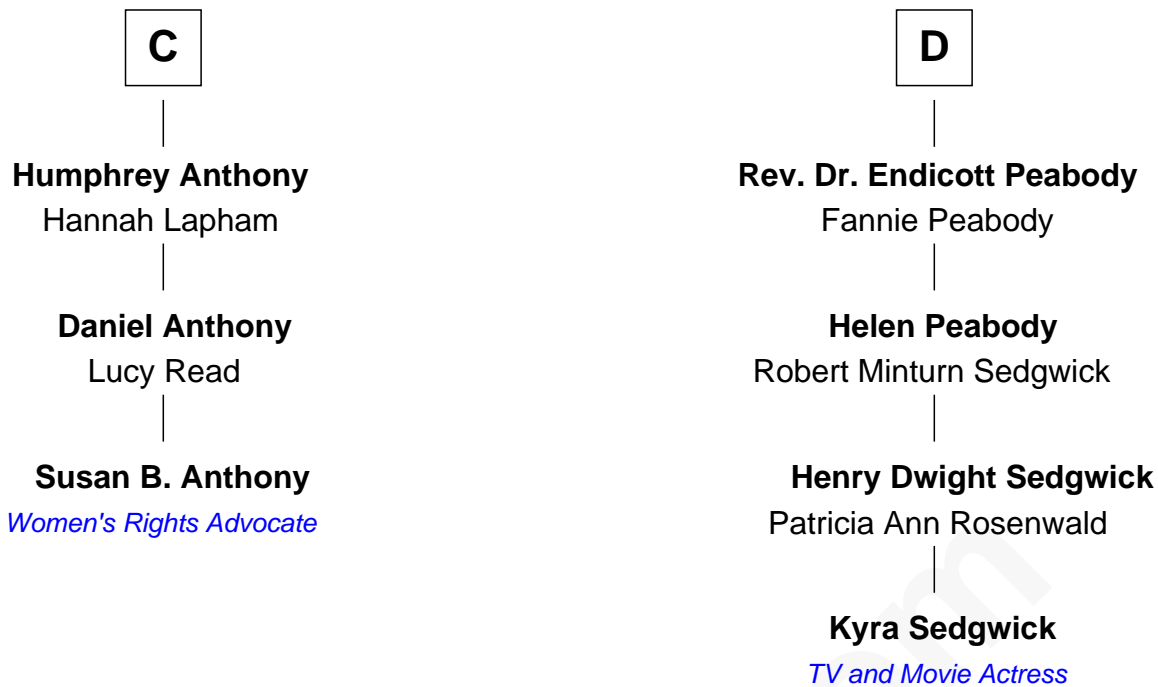 C
Humphrey Anthony
Hannah Lapham
Daniel Anthony
Lucy Read
Susan B. Anthony
Women's Rights Advocate
D
Rev. Dr. Endicott Peabody
Fannie Peabody
Helen Peabody
Robert Minturn Sedgwick
Henry Dwight Sedgwick
Patricia Ann Rosenwald
Kyra Sedgwick
TV and Movie Actress